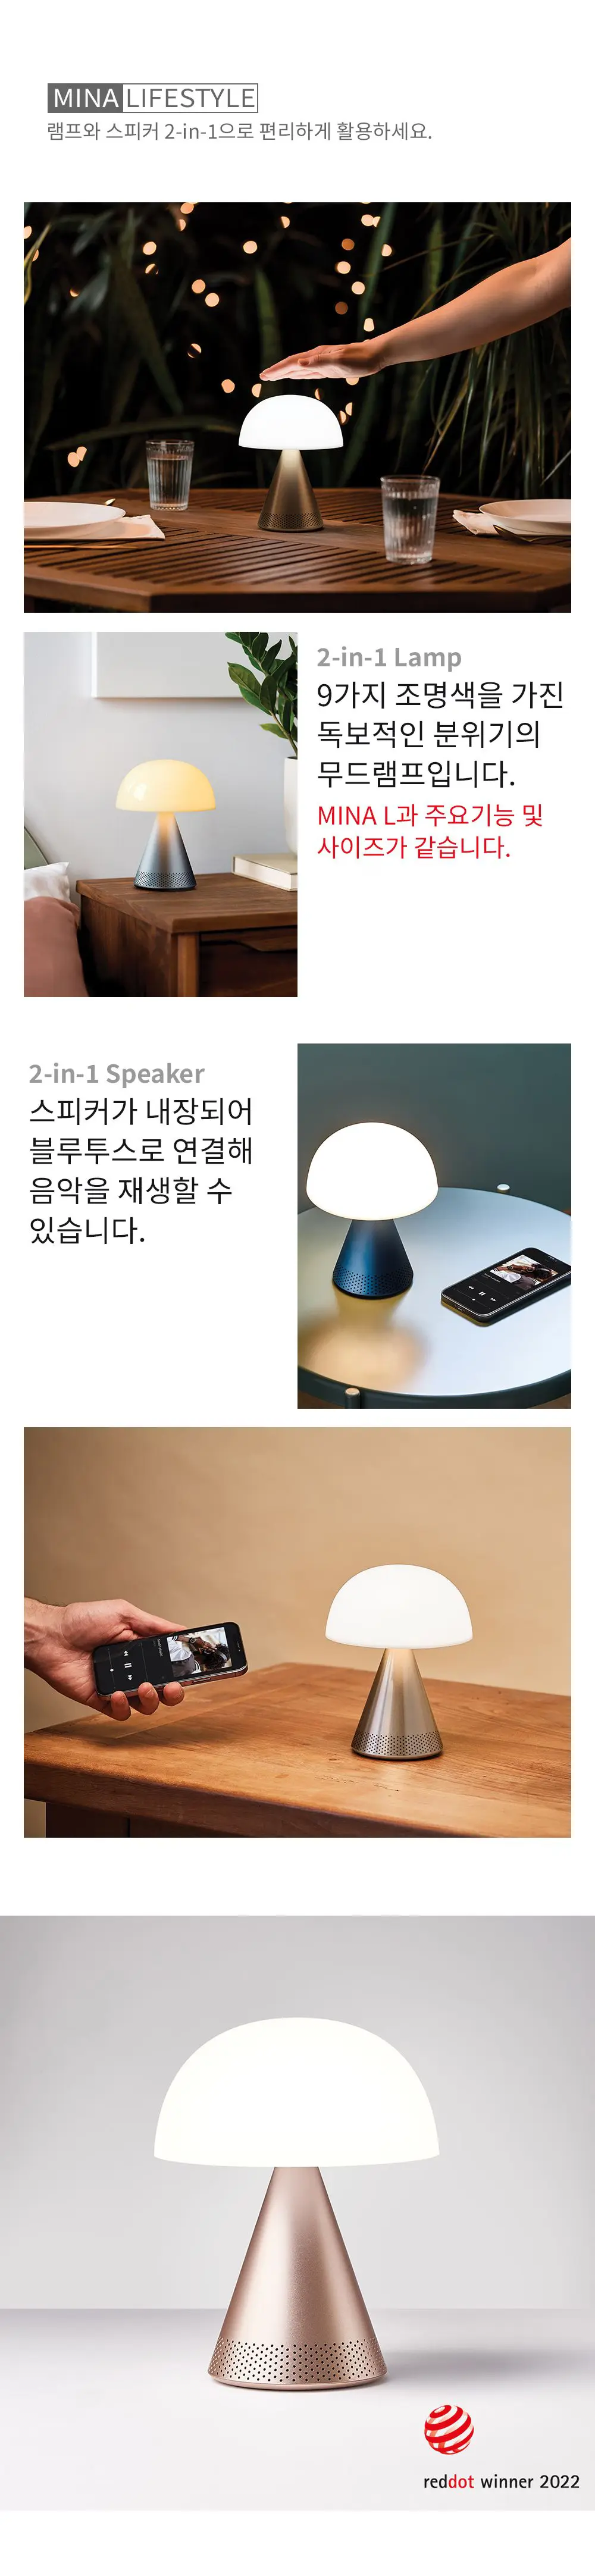 MINA LIFESTYLE
램프와 스피커 2-in-1으로 편리하게 활용하세요.
2-in-1 Lamp
9가지 조명색을 가진
독보적인 분위기의
무드램프입니다.
MINA L과 주요기능 및
사이즈가 같습니다.
2-in-1 Speaker
스피커가 내장되어
블루투스로 연결해
음악을 재생할 수
있습니다.
reddot winner 2022